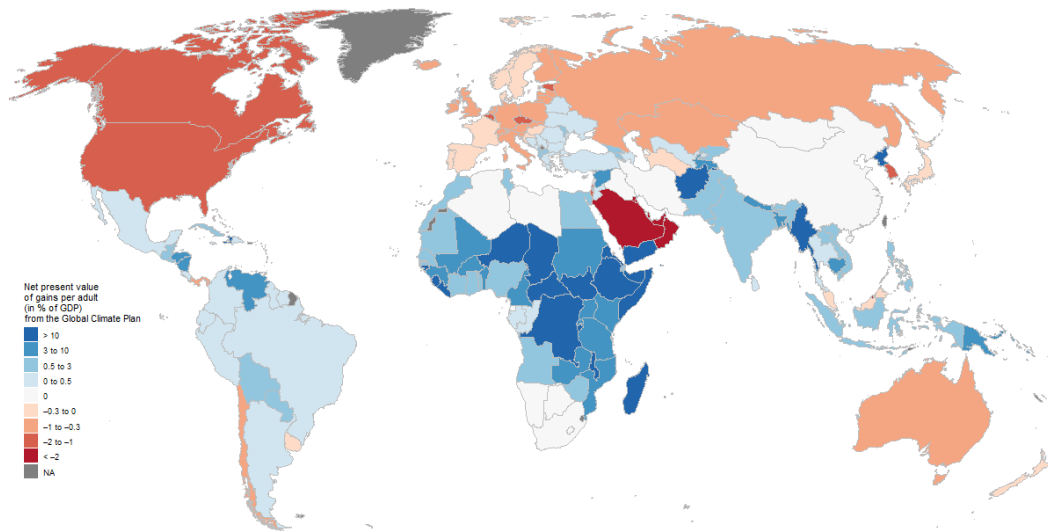 Net present value
of gains per adult
(in % of GDP)
from the Global Climate Plan
> 10
3 to 10
0.5 to 3
0 to 0.5
0
–0.3 to 0
–1 to –0.3
–2 to –1
< –2
NA